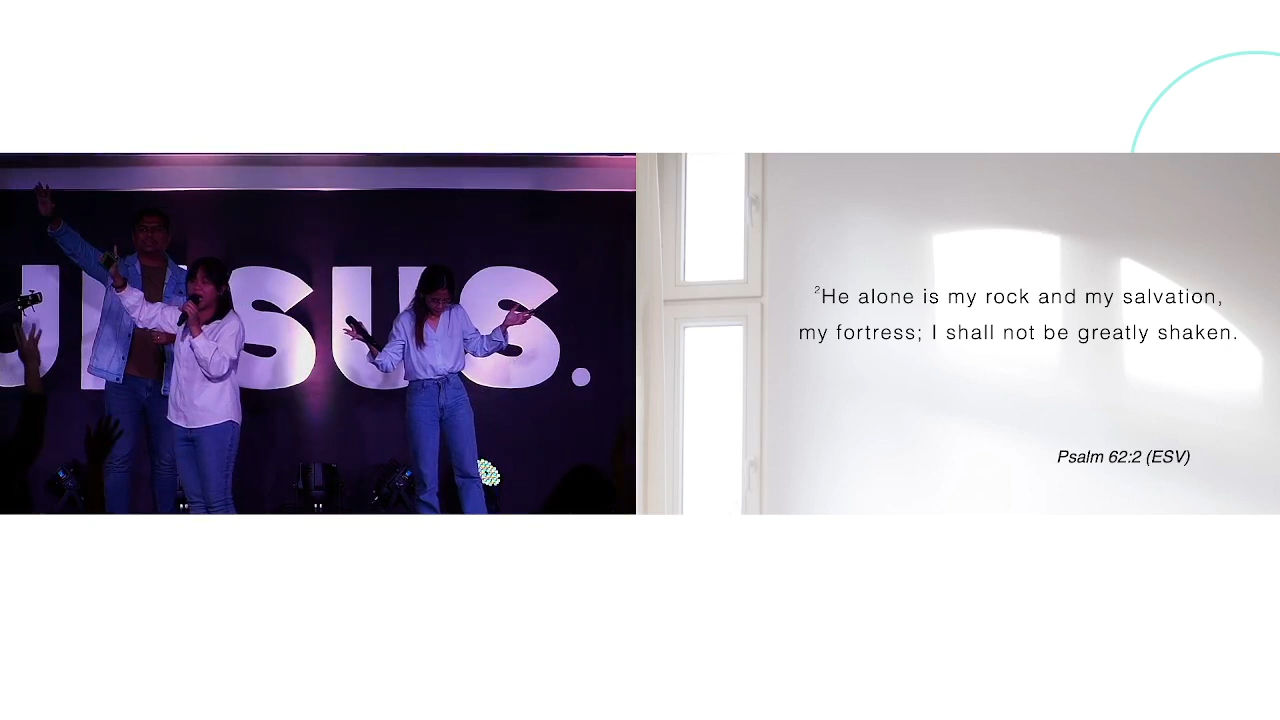 JESUS.
²He alone is my rock and my salvation,
my fortress; I shall not be greatly shaken.
Psalm 62:2 (ESV)